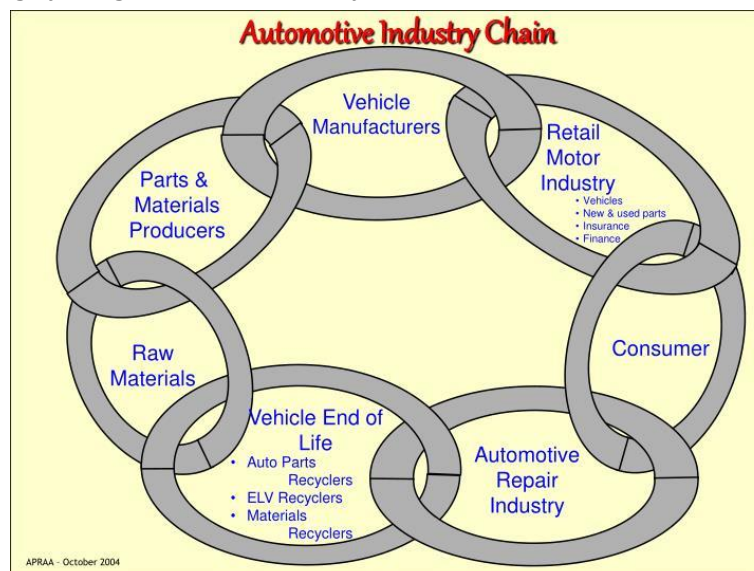 Automotive Industry Chain
Vehicle
Manufacturers
Retail
Motor
Industry
• Vehicles
• New & used parts
• Insurance
• Finance
Parts &
Materials
Producers
Consumer
Raw
Materials
Vehicle End of
Life
• Auto Parts
Recyclers
• ELV Recyclers
• Materials
Recyclers
Automotive
Repair
Industry
APRAA - October 2004